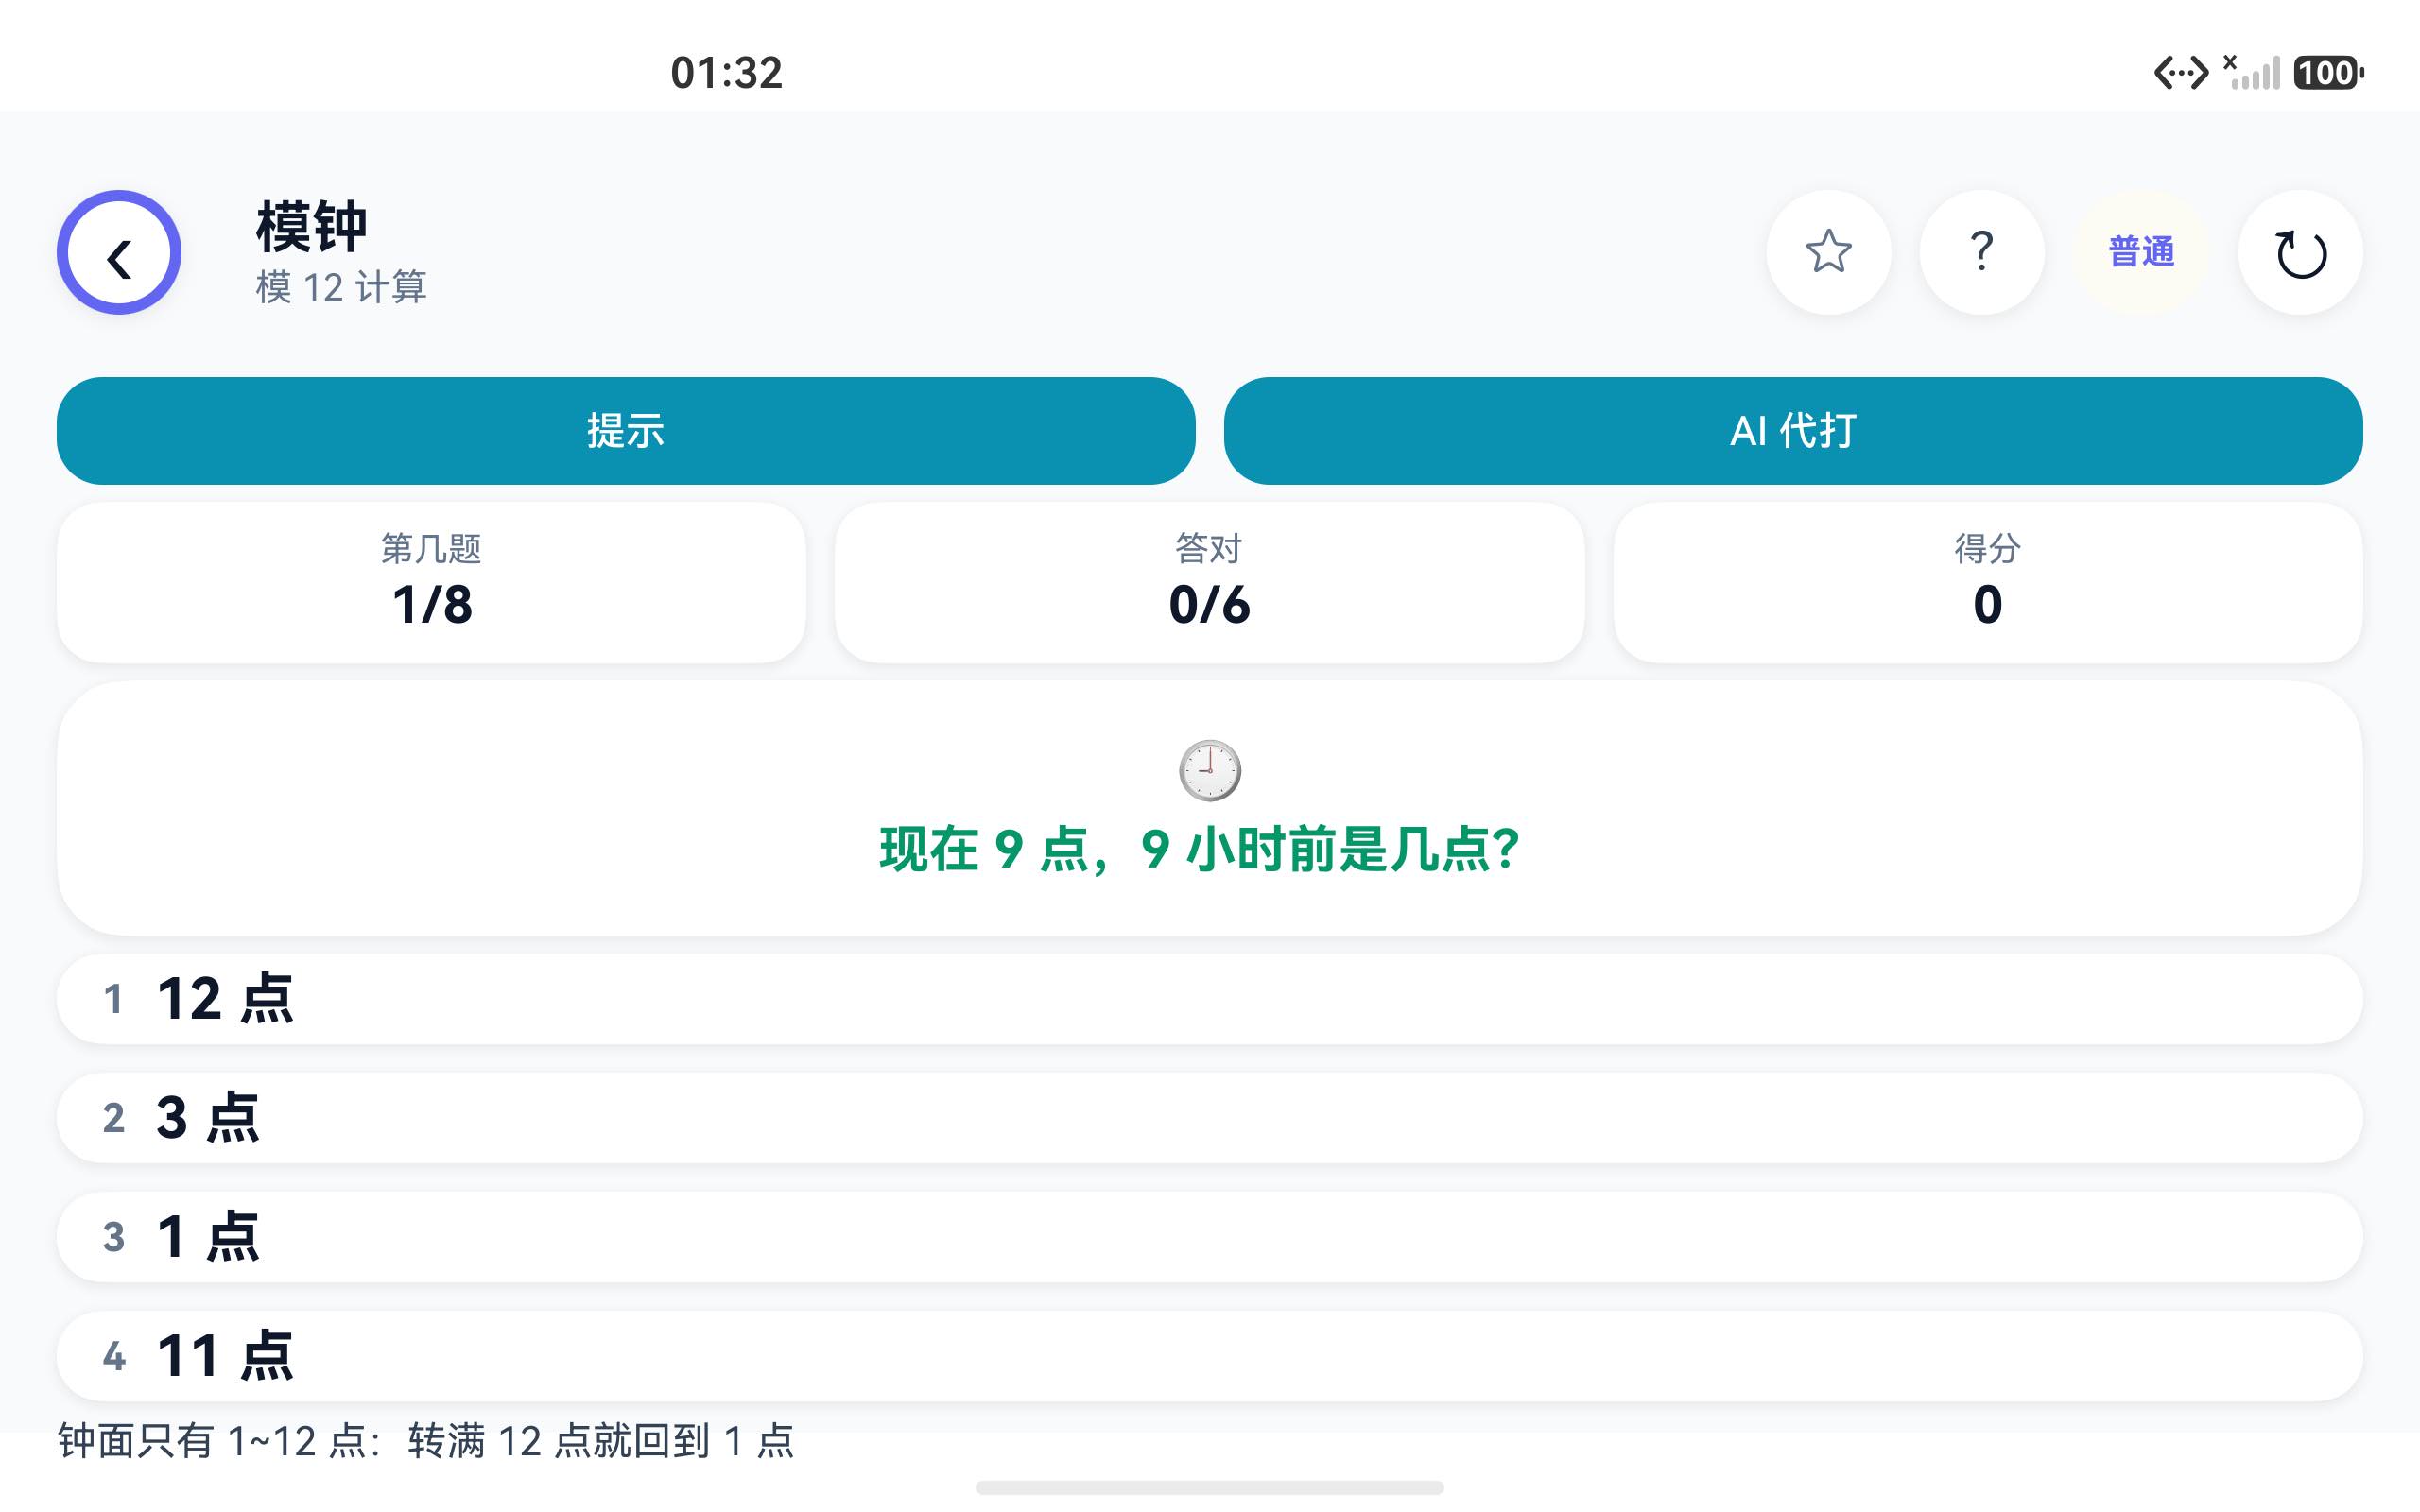 01:32
100
模钟
模 12 计算
?
普通
提示
AI 代打
第几题
1/8
答对
0/6
得分
0
现在 9 点，9 小时前是几点？
1 12 点
2 3 点
3 1 点
4 11 点
钟面只有 1~12 点：转满 12 点就回到 1 点